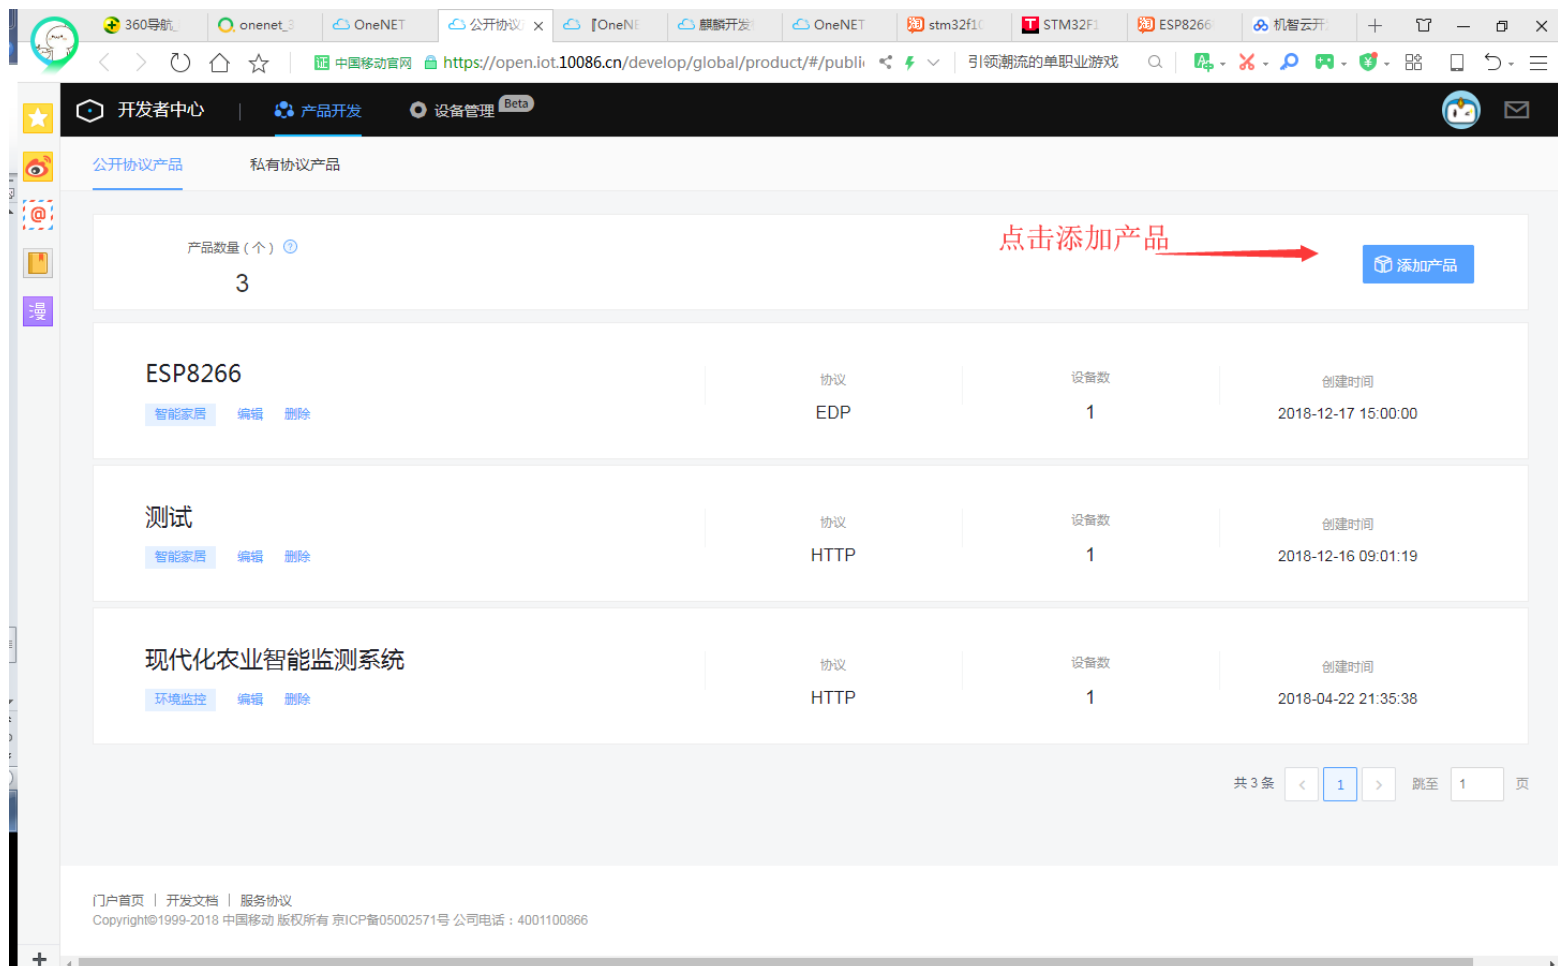 360导航_
onenet_3
OneNET
公开协议产
『OneNE
麒麟开发
OneNET
stm32f10
STM32F1
ESP8266
机智云开
证 中国移动官网
https://open.iot.10086.cn/develop/global/product/#/public
引领潮流的单职业游戏
开发者中心
产品开发
设备管理 Beta
公开协议产品
私有协议产品
漫
产品数量 ( 个 ) ?
3
点击添加产品
添加产品
ESP8266
智能家居 编辑 删除
协议
EDP
设备数
1
创建时间
2018-12-17 15:00:00
测试
智能家居 编辑 删除
协议
HTTP
设备数
1
创建时间
2018-12-16 09:01:19
现代化农业智能监测系统
环境监控 编辑 删除
协议
HTTP
设备数
1
创建时间
2018-04-22 21:35:38
共 3 条 < 1 > 跳至 1 页
门户首页 | 开发文档 | 服务协议
Copyright©1999-2018 中国移动 版权所有 京ICP备05002571号 公司电话：4001100866